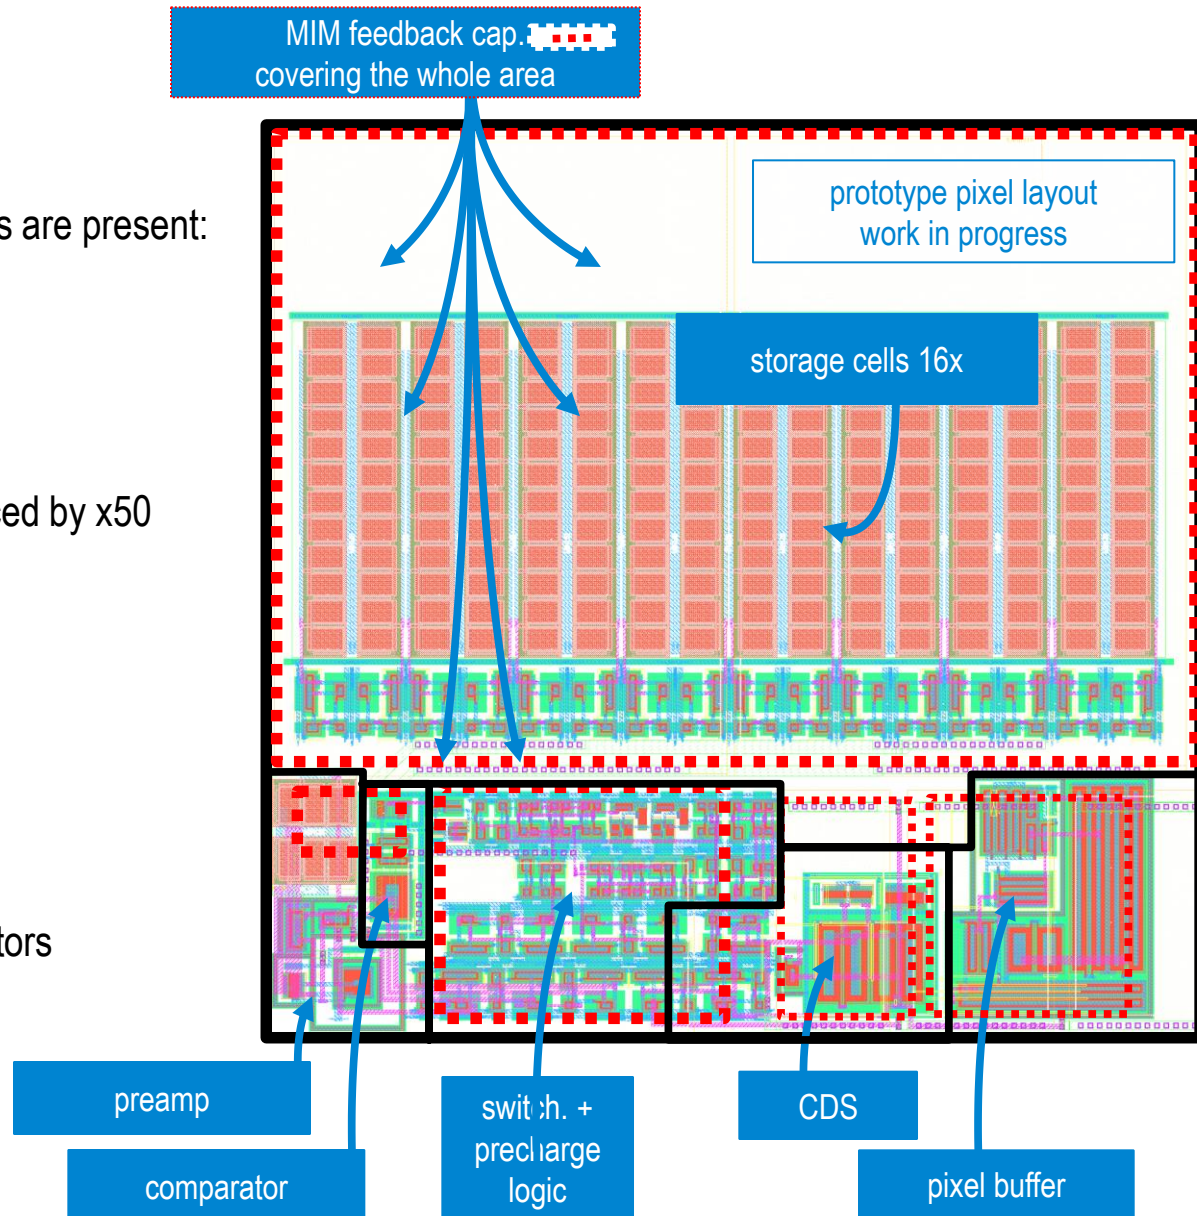 MIM feedback cap.
covering the whole area
prototype pixel layout
work in progress
s are present:
storage cells 16x
ced by x50
tors
preamp
comparator
switch. +
precharge
logic
CDS
pixel buffer